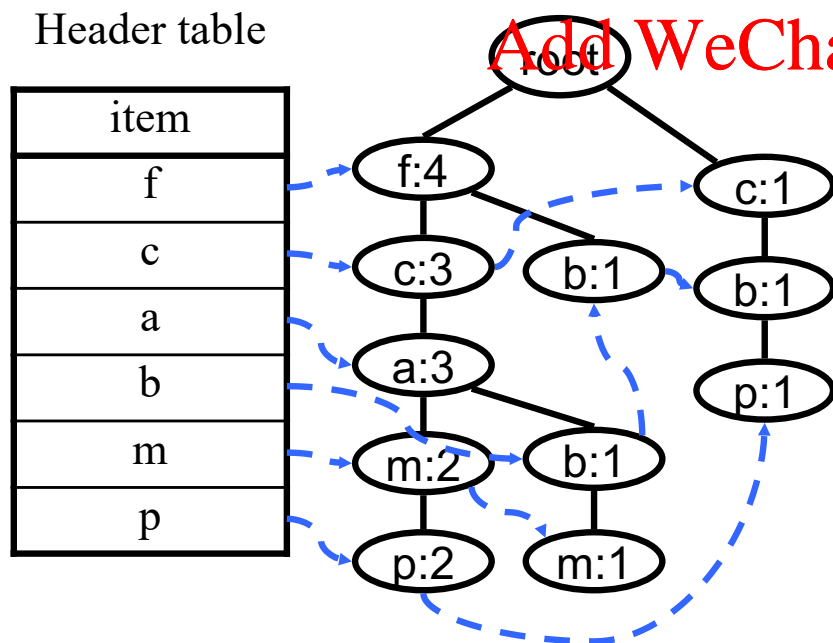 Header table
Add WeCha
root
item
f
c
a
b
m
p
f:4
c:1
c:3
b:1
b:1
a:3
p:1
m:2
b:1
p:2
m:1